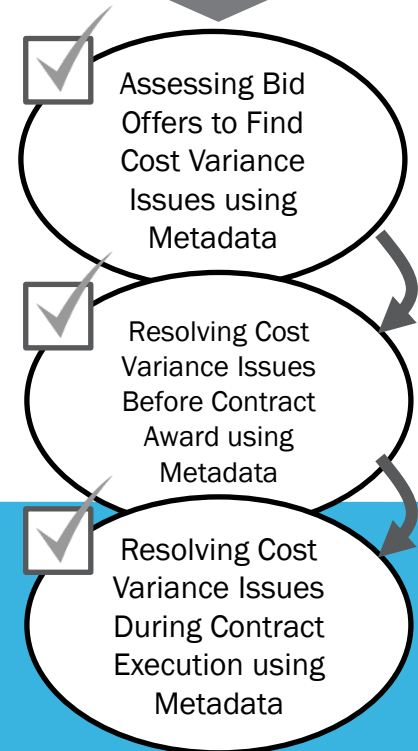 Assessing Bid
Offers to Find
Cost Variance
Issues using
Metadata
Resolving Cost
Variance Issues
Before Contract
Award using
Metadata
Resolving Cost
Variance Issues
During Contract
Execution using
Metadata